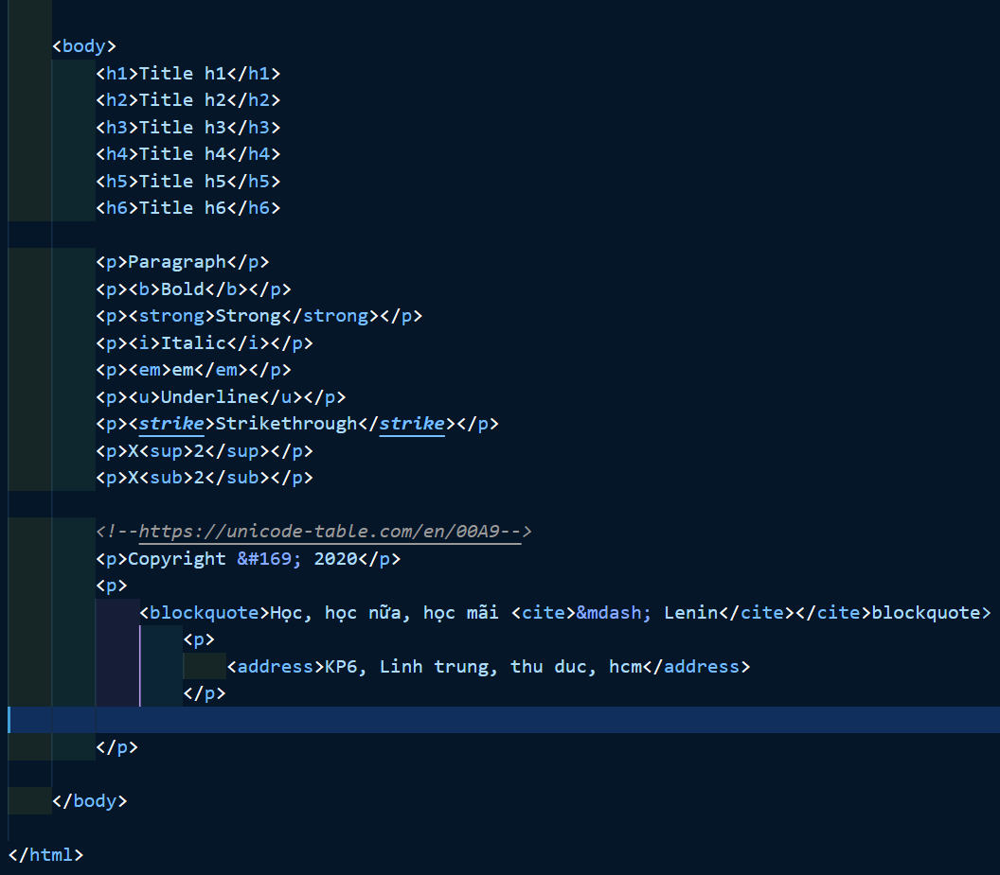 <body>
<h1>Title h1</h1>
<h2>Title h2</h2>
<h3>Title h3</h3>
<h4>Title h4</h4>
<h5>Title h5</h5>
<h6>Title h6</h6>
<p>Paragraph</p>
<p><b>Bold</b></p>
<p><strong>Strong</strong></p>
<p><i>Italic</i></p>
<p><em>em</em></p>
<p><u>Underline</u></p>
<p><strike>Strikethrough</strike></p>
<p>X<sup>2</sup></p>
<p>X<sub>2</sub></p>
<!--https://unicode-table.com/en/00A9-->
<p>Copyright &#169; 2020</p>
<p>
<blockquote>Học, học nữa, học mãi <cite>&mdash; Lenin</cite></cite>blockquote>
<p>
<address>KP6, Linh trung, thu duc, hcm</address>
</p>
</p>
</body>
</html>